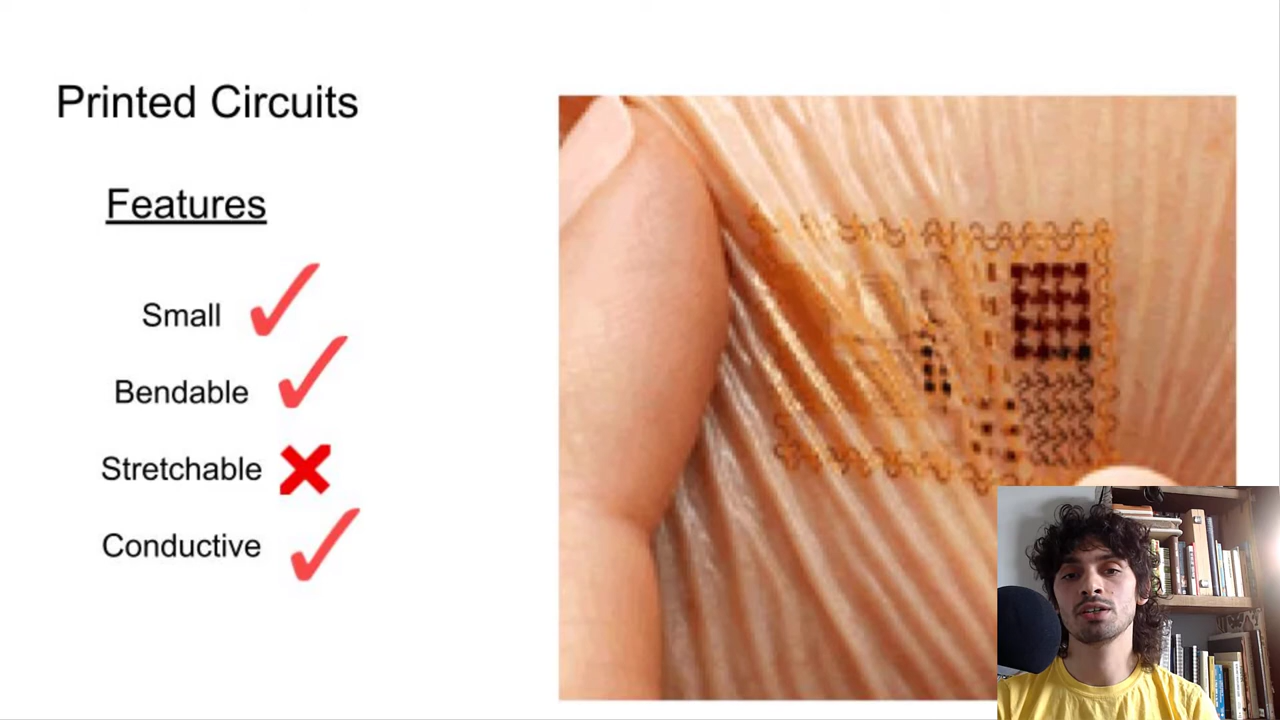 Printed Circuits
Features
Small
Bendable
Stretchable
Conductive